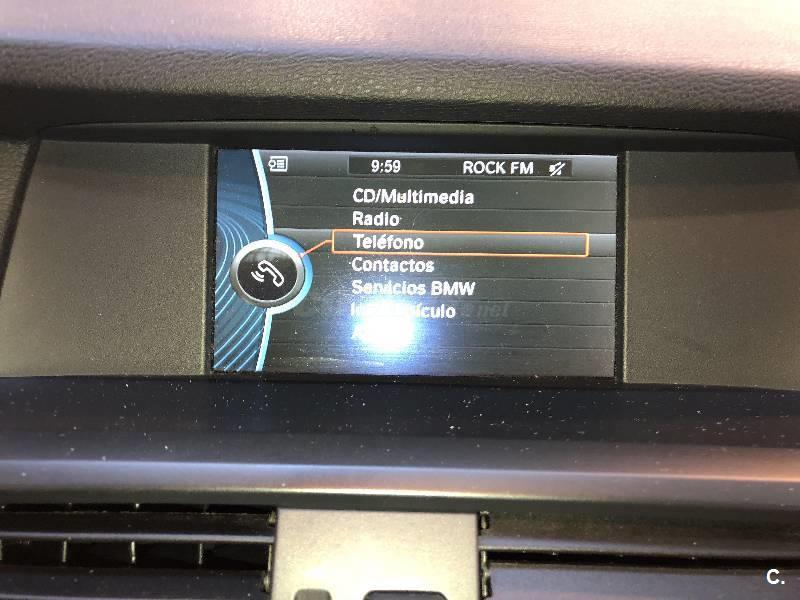 9:59 ROCK FM
CD/Multimedia
Radio
Teléfono
Contactos
Servicios BMW
C.